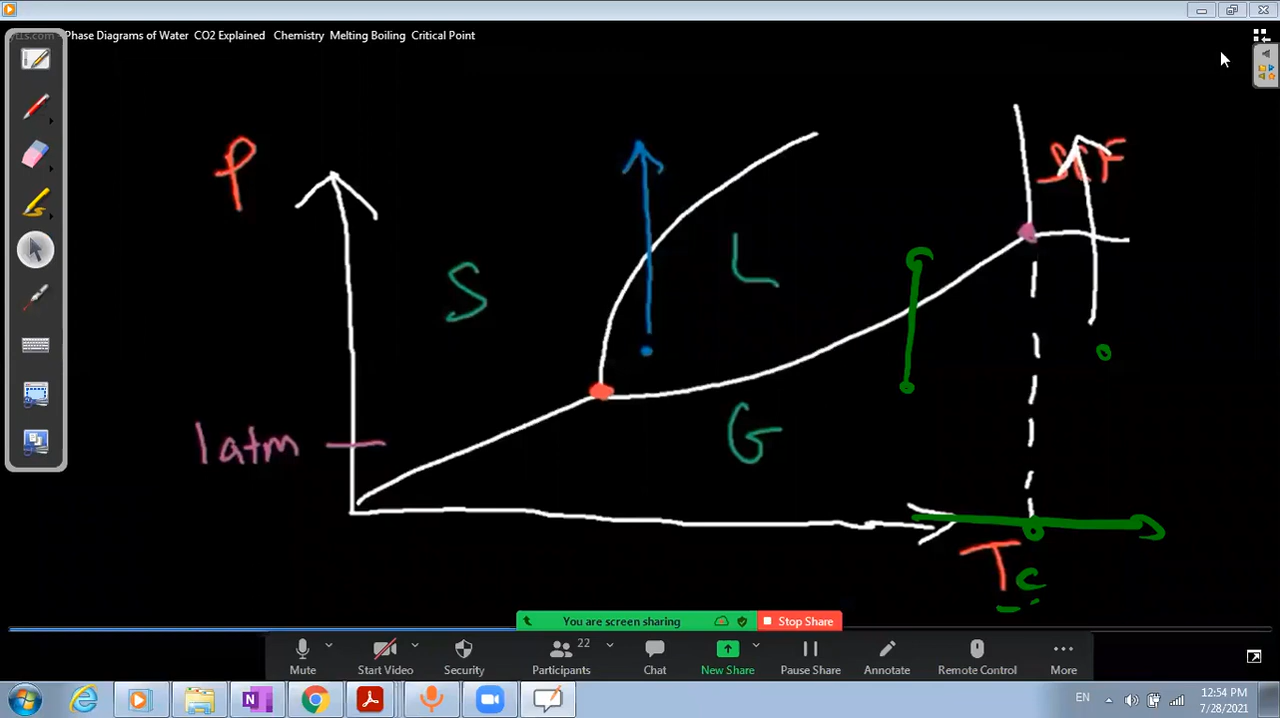 Phase Diagrams of Water CO2 Explained Chemistry Melting Boiling Critical Point
P
S
L
G
1 atm
Tc
You are screen sharing
Stop Share
22
Mute
Start Video
Security
Participants
Chat
New Share
Pause Share
Annotate
Remote Control
More
EN
12:54 PM
7/28/2021